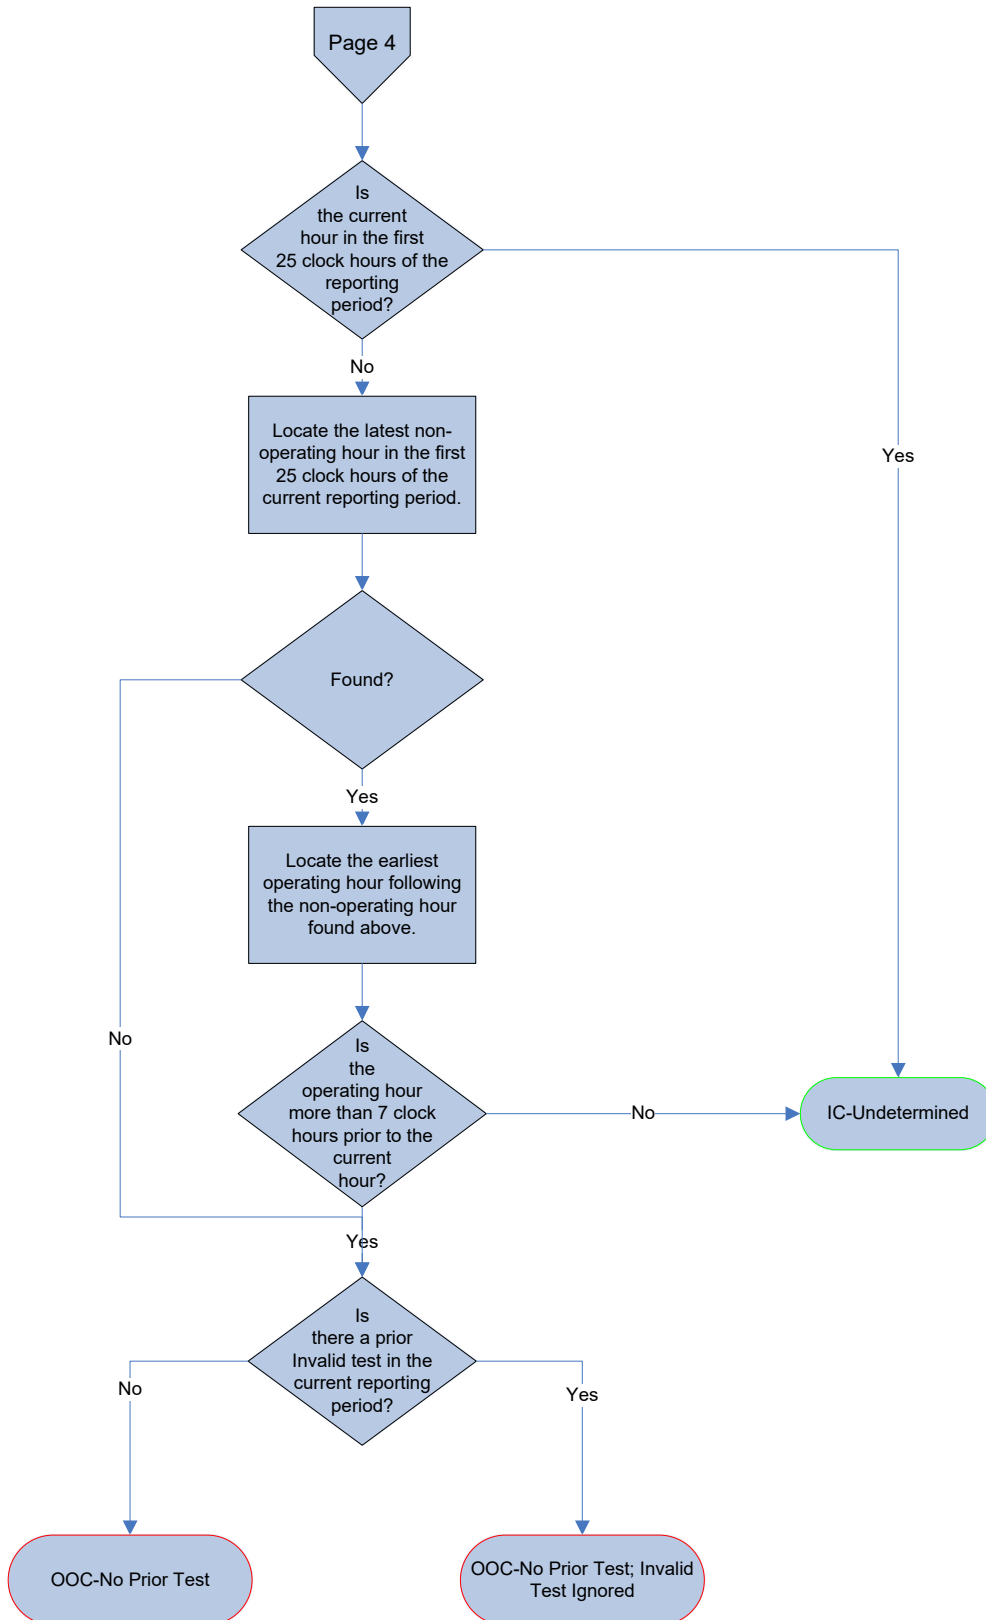 Page 4
Is
the current
hour in the first
25 clock hours of the
reporting
period?
No
Yes
Locate the latest non-
operating hour in the first
25 clock hours of the
current reporting period.
Found?
Yes
No
Locate the earliest
operating hour following
the non-operating hour
found above.
Is
the
operating hour
more than 7 clock
hours prior to the
current
hour?
No
IC-Undetermined
Yes
Is
there a prior
Invalid test in the
current reporting
period?
No
Yes
OOC-No Prior Test
OOC-No Prior Test; Invalid
Test Ignored